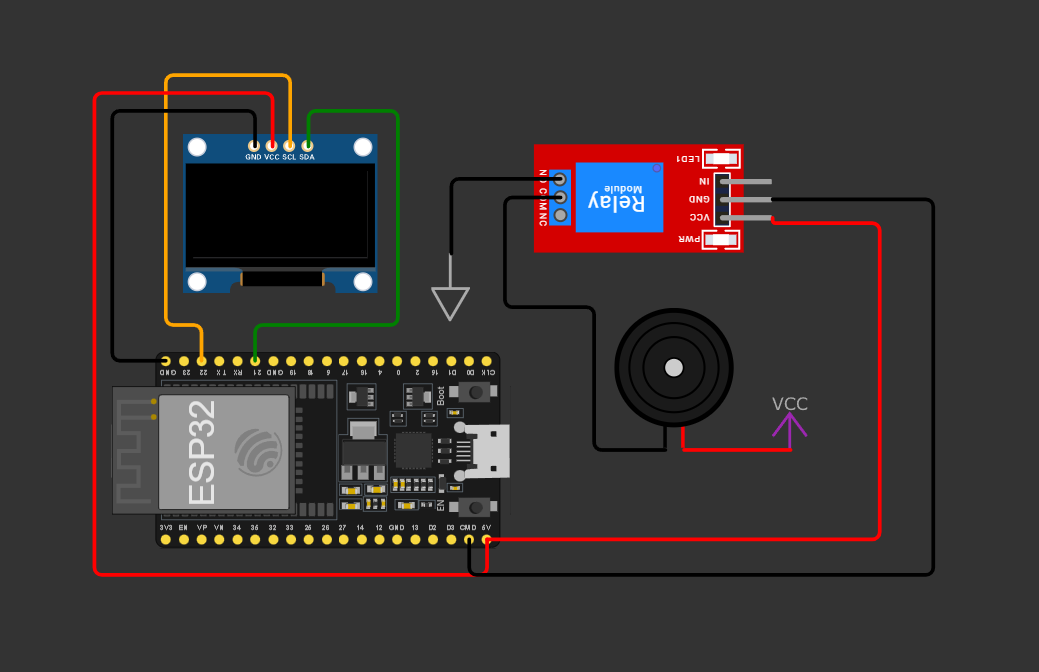 GND VCC SCL SDA
LED1
NO COM NC
Relay
Module
IN
GND
VCC
PWR
VCC
GND 23 22 TX RX 21 GND 19 18 5 17 16 4 0 2 15 D1 D0 CLK
Boot
ESP32
EN
3V3 EN VP VN 34 35 32 33 25 26 27 14 12 GND 13 D2 D3 CMD 5V